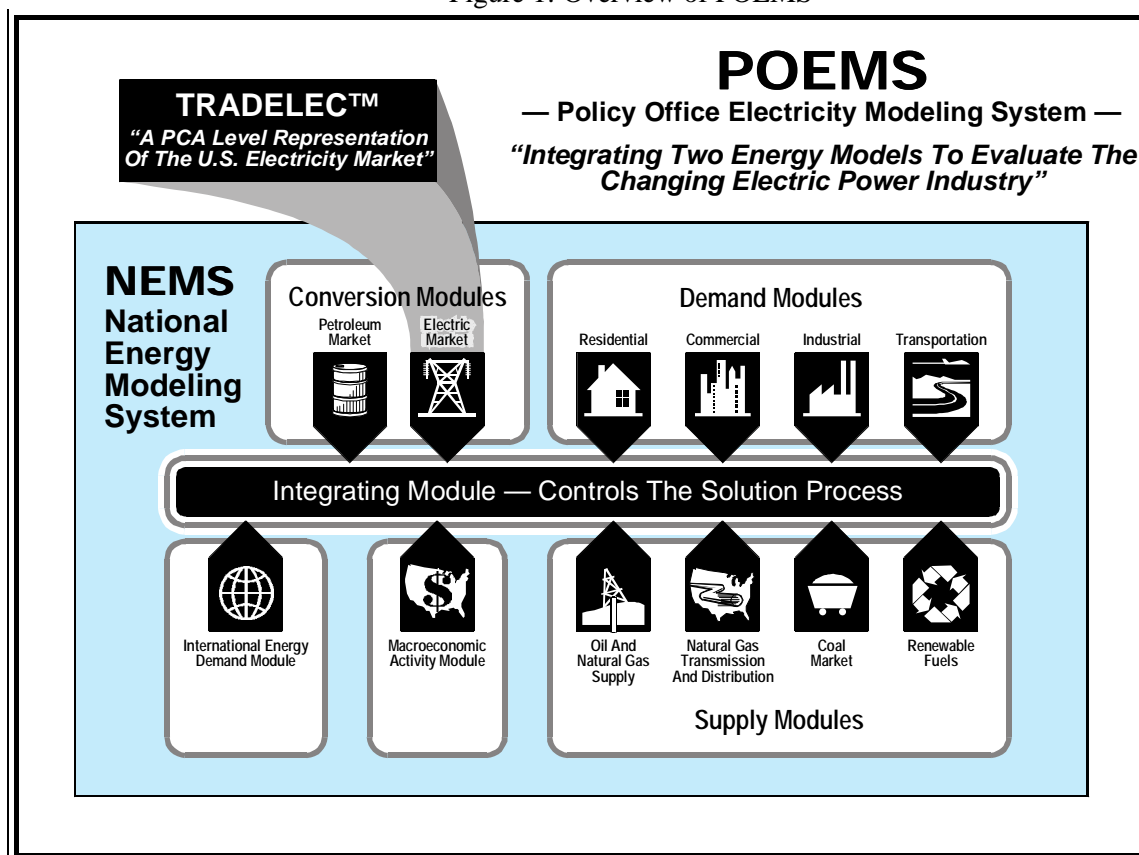 Figure 1. Overview of POEMS
POEMS
— Policy Office Electricity Modeling System —
“Integrating Two Energy Models To Evaluate The
Changing Electric Power Industry”
TRADELEC™
“A PCA Level Representation
Of The U.S. Electricity Market”
NEMS
National
Energy
Modeling
System
Conversion Modules
Petroleum
Market
Electric
Market
Demand Modules
Residential
Commercial
Industrial
Transportation
Integrating Module — Controls The Solution Process
International Energy
Demand Module
Macroeconomic
Activity Module
$
Oil And
Natural Gas
Supply
Natural Gas
Transmission
And Distribution
Coal
Market
Renewable
Fuels
Supply Modules